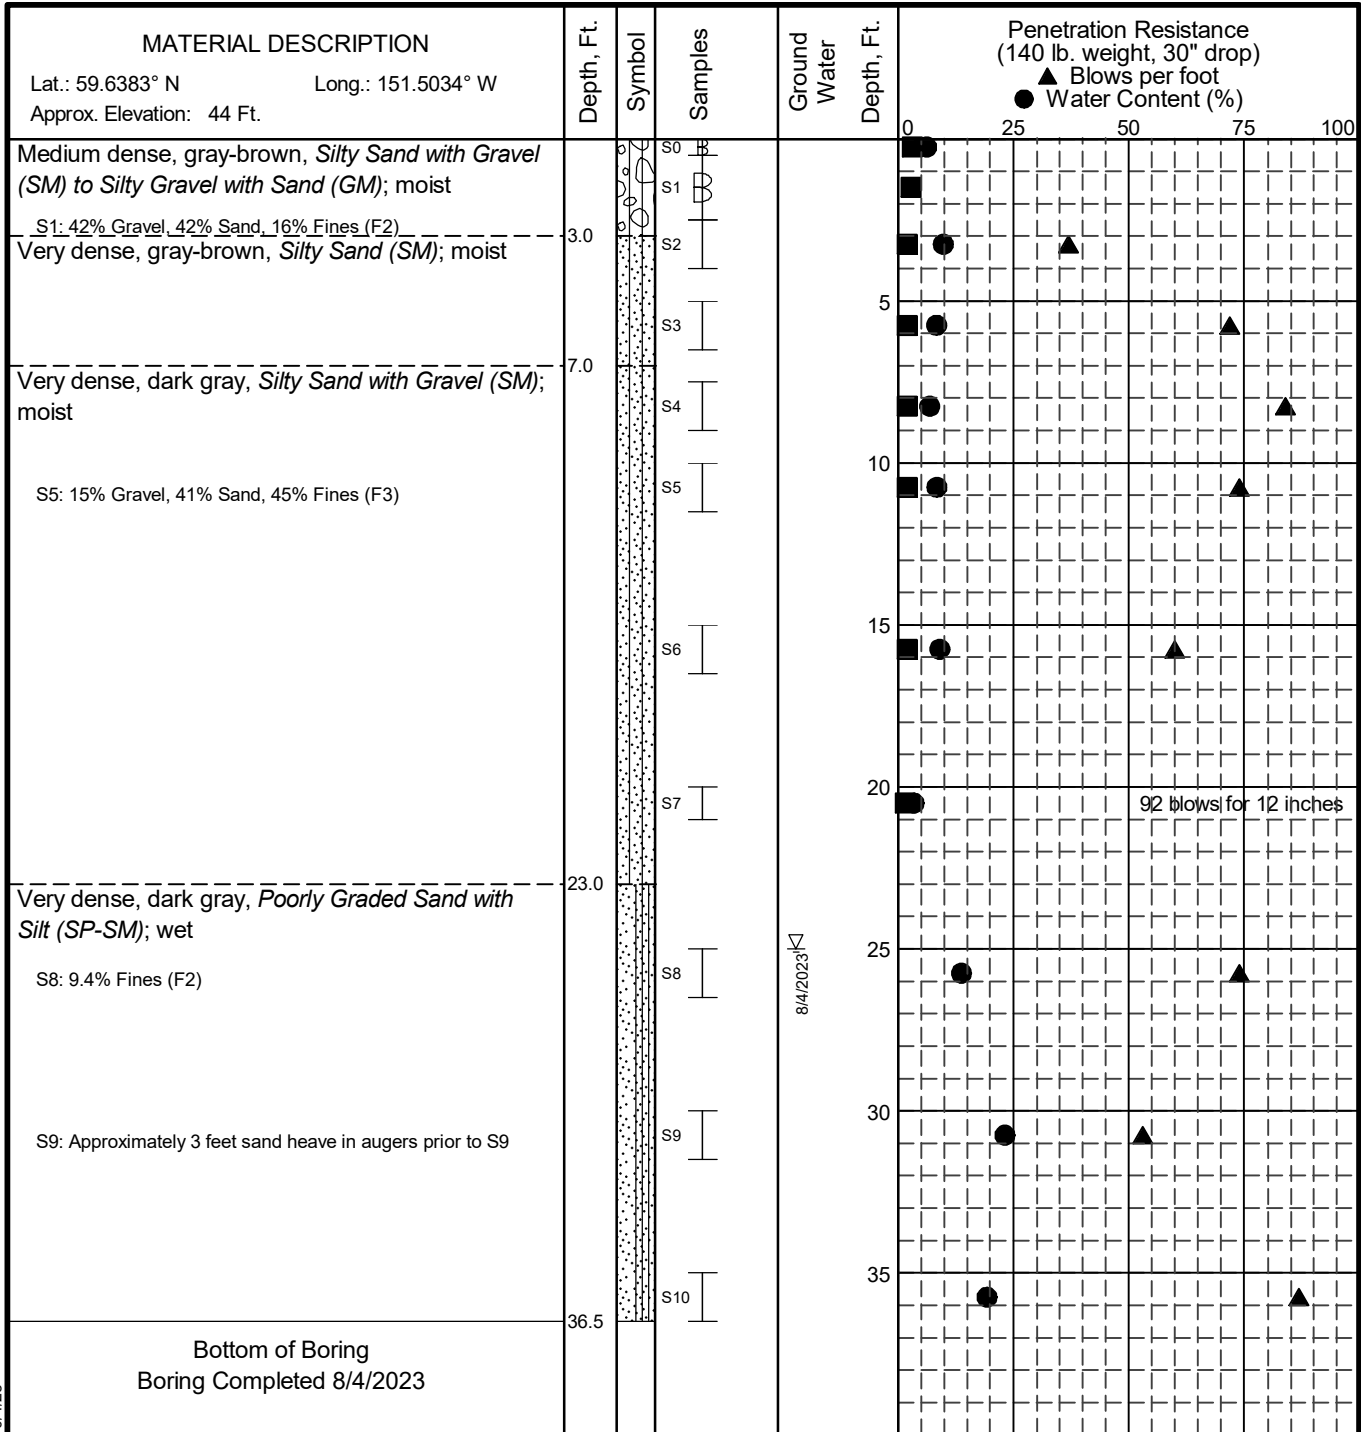 MATERIAL DESCRIPTION
Lat.: 59.6383° N Long.: 151.5034° W
Approx. Elevation: 44 Ft.
Depth, Ft.
Symbol
Samples
Ground
Water
Depth, Ft.
Penetration Resistance
(140 lb. weight, 30" drop)
▲ Blows per foot
● Water Content (%)
0 25 50 75 100
Medium dense, gray-brown, Silty Sand with Gravel
(SM) to Silty Gravel with Sand (GM); moist
S1: 42% Gravel, 42% Sand, 16% Fines (F2)
3.0
Very dense, gray-brown, Silty Sand (SM); moist
7.0
Very dense, dark gray, Silty Sand with Gravel (SM);
moist
S5: 15% Gravel, 41% Sand, 45% Fines (F3)
23.0
Very dense, dark gray, Poorly Graded Sand with
Silt (SP-SM); wet
S8: 9.4% Fines (F2)
S9: Approximately 3 feet sand heave in augers prior to S9
36.5
Bottom of Boring
Boring Completed 8/4/2023
S0
S1
S2
S3
S4
S5
S6
S7
S8
S9
S10
8/4/2023
5
10
15
20
25
30
35
92 blows for 12 inches